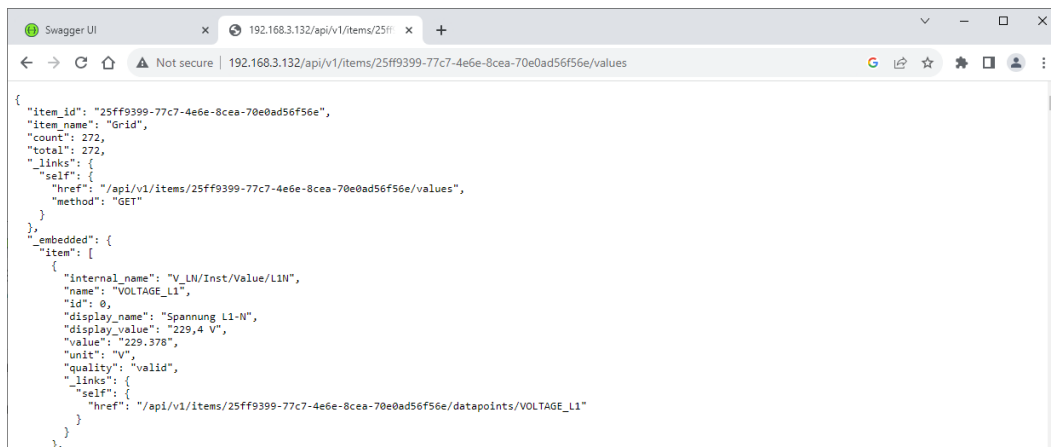 Swagger UI
192.168.3.132/api/v1/items/25ff
Not secure
192.168.3.132/api/v1/items/25ff9399-77c7-4e6e-8cea-70e0ad56f56e/values
{
"item_id": "25ff9399-77c7-4e6e-8cea-70e0ad56f56e",
"item_name": "Grid",
"count": 272,
"total": 272,
"_links": {
"self": {
"href": "/api/v1/items/25ff9399-77c7-4e6e-8cea-70e0ad56f56e/values",
"method": "GET"
}
},
"_embedded": {
"item": [
{
"internal_name": "V_LN/Inst/Value/L1N",
"name": "VOLTAGE_L1",
"id": 0,
"display_name": "Spannung L1-N",
"display_value": "229,4 V",
"value": "229.378",
"unit": "V",
"quality": "valid",
"_links": {
"self": {
"href": "/api/v1/items/25ff9399-77c7-4e6e-8cea-70e0ad56f56e/datapoints/VOLTAGE_L1"
}
}
},